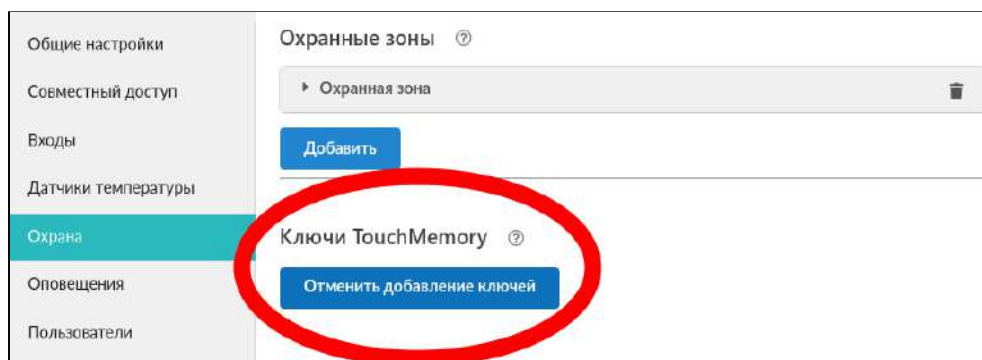 Общие настройки
Совместный доступ
Входы
Датчики температуры
Охрана
Оповещения
Пользователи
Охранные зоны ?
Охранная зона
Добавить
Ключи TouchMemory ?
Отменить добавление ключей